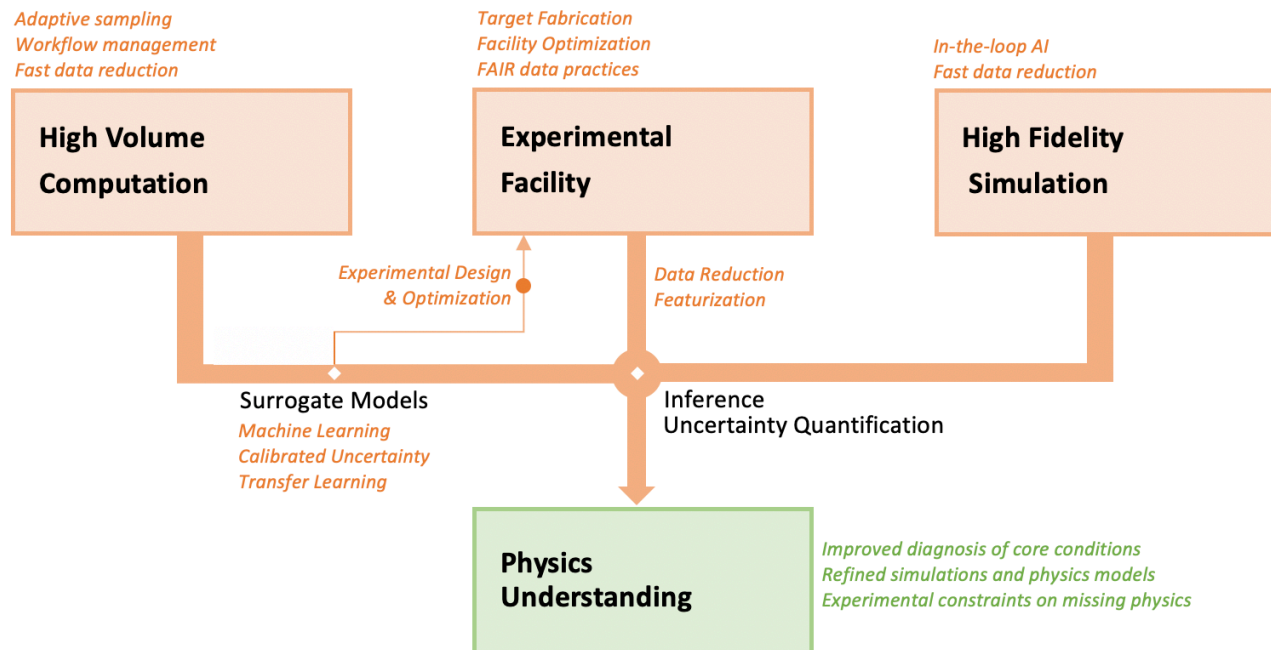 Adaptive sampling
Workflow management
Fast data reduction
Target Fabrication
Facility Optimization
FAIR data practices
In-the-loop AI
Fast data reduction
High Volume
Computation
Experimental
Facility
High Fidelity
Simulation
Experimental Design
& Optimization
Data Reduction
Featurization
Surrogate Models
Machine Learning
Calibrated Uncertainty
Transfer Learning
Inference
Uncertainty Quantification
Physics
Understanding
Improved diagnosis of core conditions
Refined simulations and physics models
Experimental constraints on missing physics